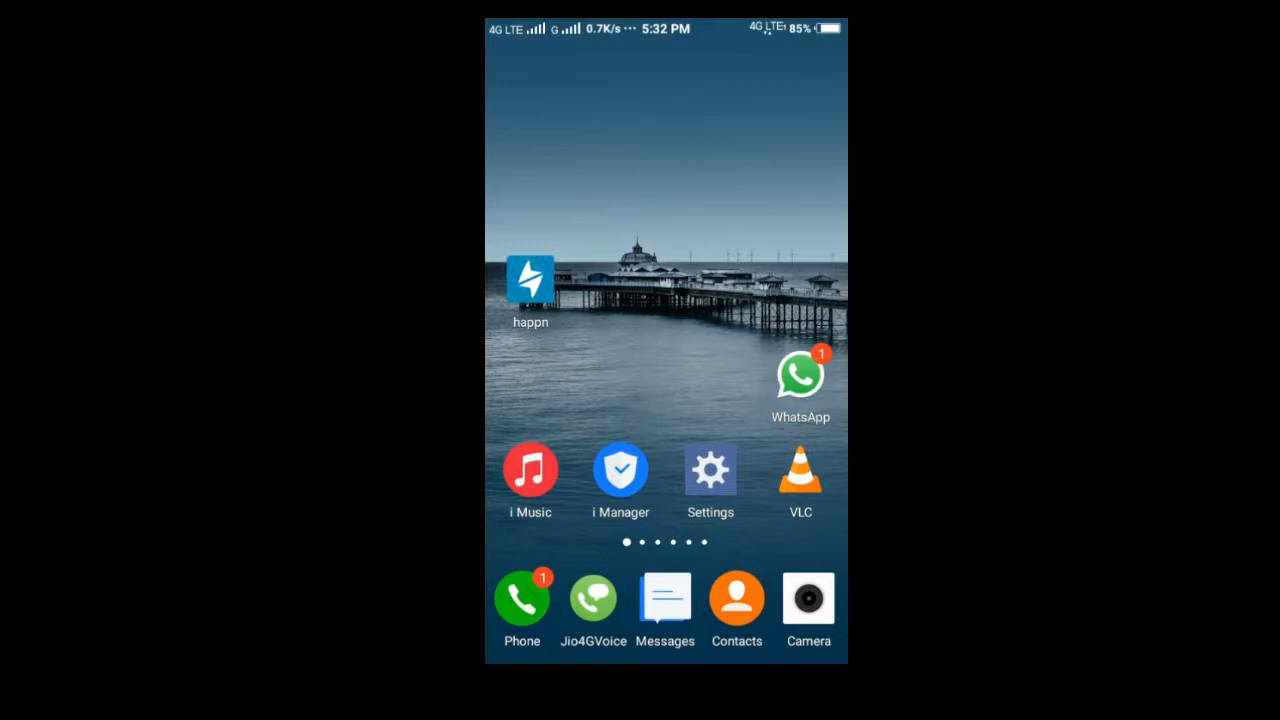 4G LTE G 0.7K/s ··· 5:32 PM 4G LTE 85%
happn
1
WhatsApp
i Music i Manager Settings VLC
1
Phone Jio4GVoice Messages Contacts Camera